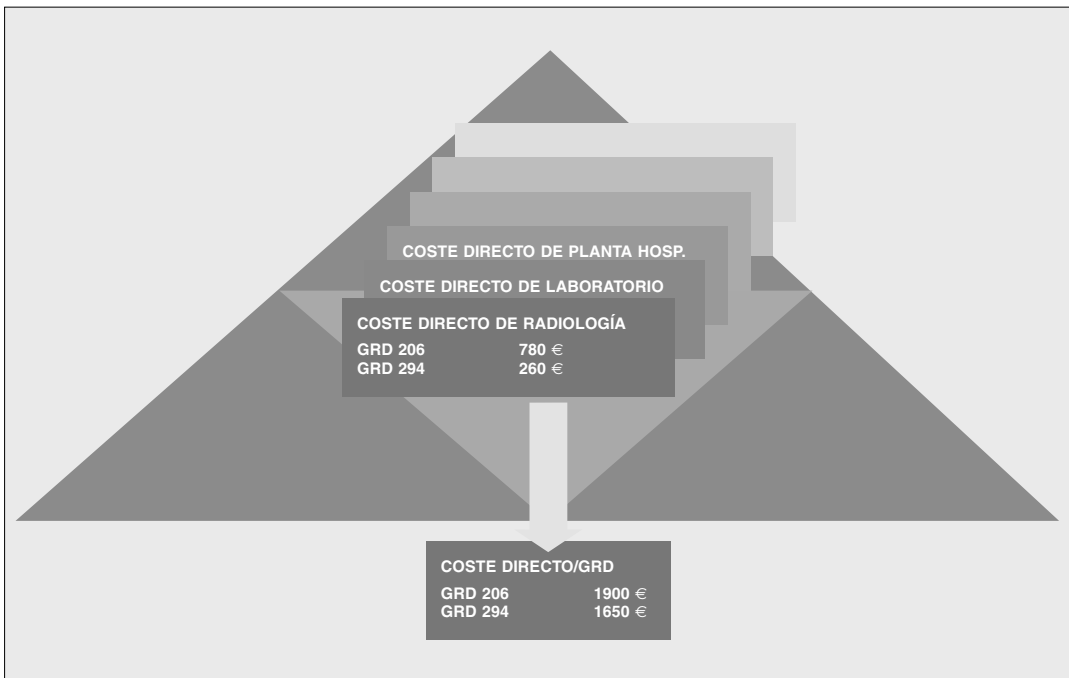 COSTE DIRECTO DE PLANTA HOSP.
COSTE DIRECTO DE LABORATORIO
COSTE DIRECTO DE RADIOLOGÍA
GRD 206 780 €
GRD 294 260 €
COSTE DIRECTO/GRD
GRD 206 1900 €
GRD 294 1650 €